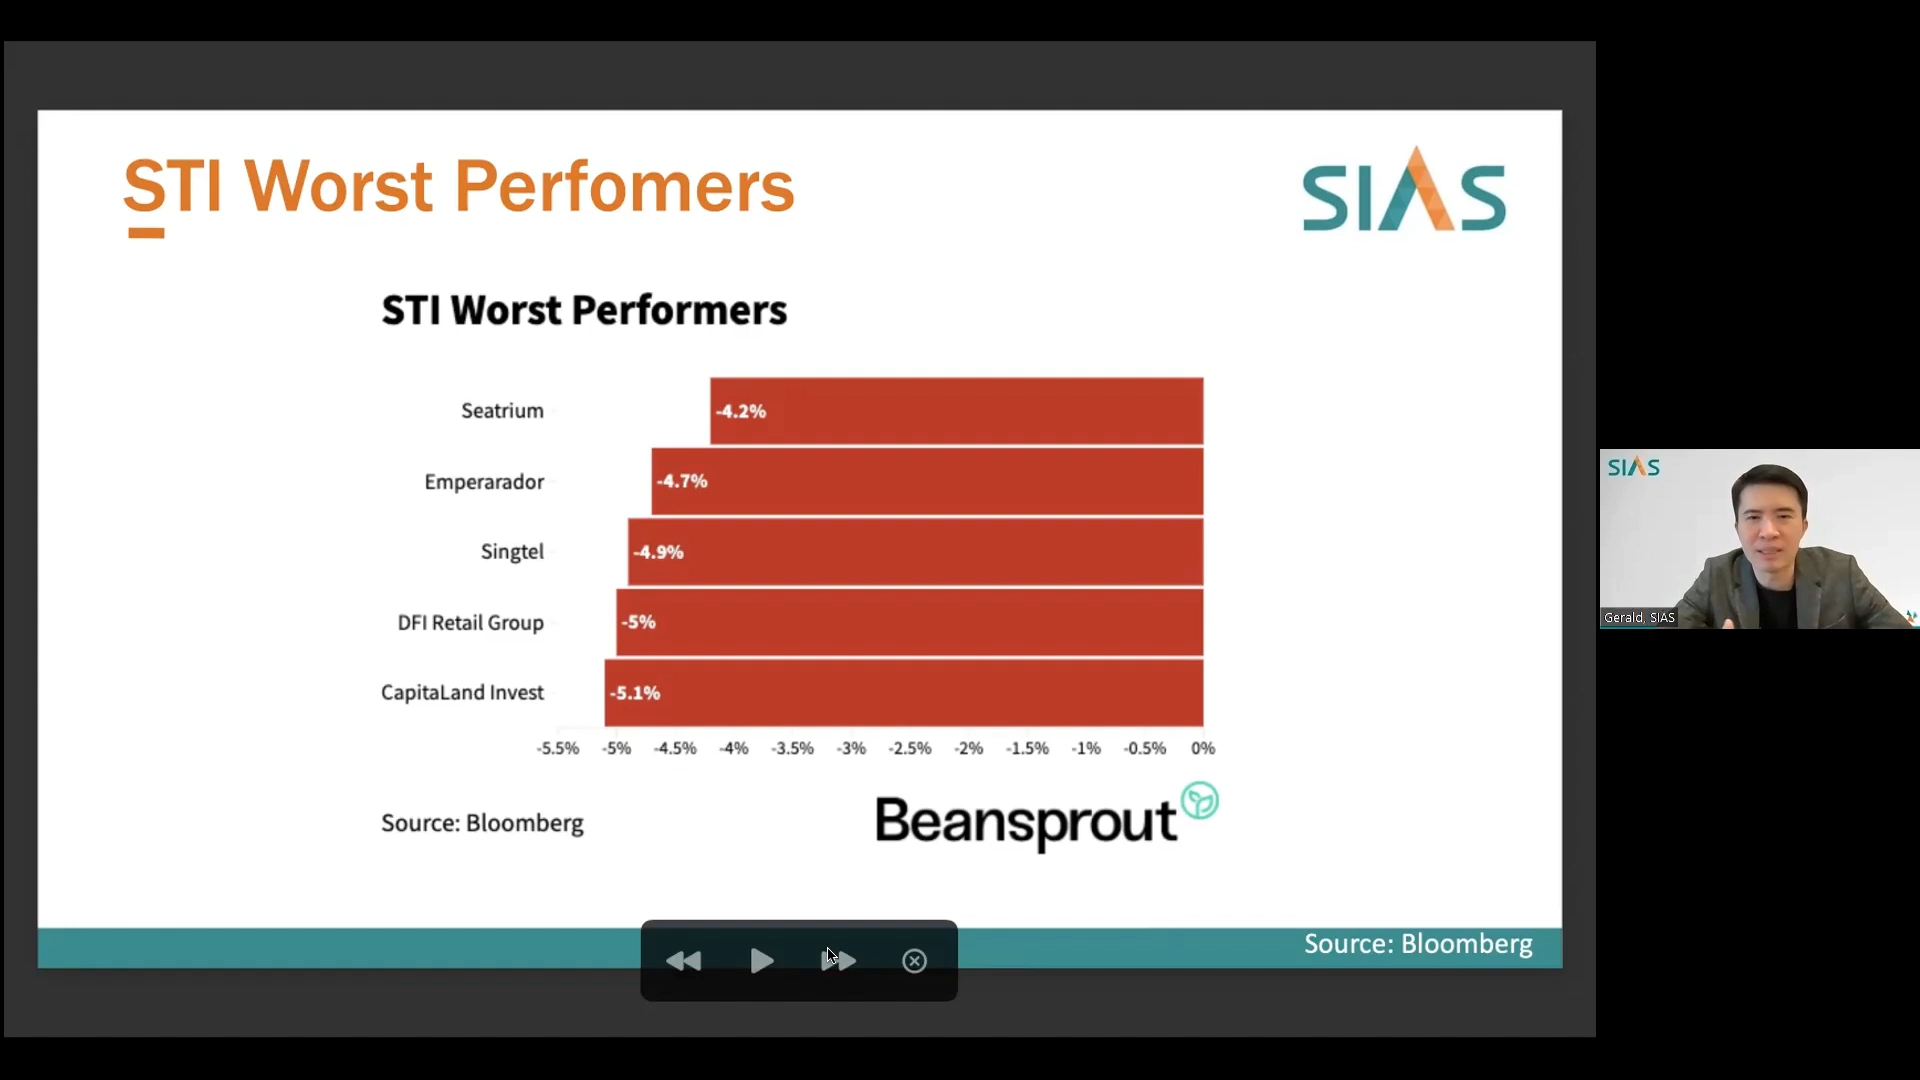 STI Worst Perfomers
SIAS
STI Worst Performers
Seatrium
-4.2%
Emperarador
-4.7%
Singtel
-4.9%
DFI Retail Group
-5%
CapitaLand Invest
-5.1%
-5.5% -5% -4.5% -4% -3.5% -3% -2.5% -2% -1.5% -1% -0.5% 0%
Source: Bloomberg
Beansprout
Source: Bloomberg
SIAS
Gerald, SIAS